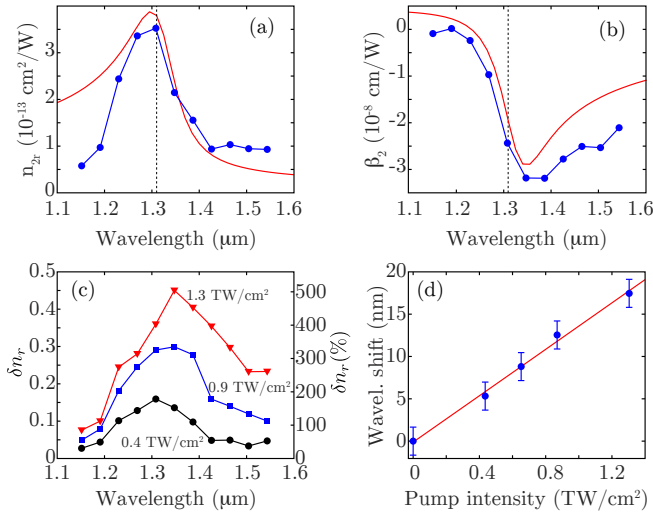 4
3
2
1
0
n₂ᵣ (10⁻¹³ cm²/W)
(a)
1.1 1.2 1.3 1.4 1.5 1.6
Wavelength (μm)
0
-1
-2
-3
β₂ (10⁻⁸ cm/W)
(b)
1.1 1.2 1.3 1.4 1.5 1.6
Wavelength (μm)
0.5
0.4
0.3
0.2
0.1
0
δnᵣ
(c)
1.3 TW/cm²
0.9 TW/cm²
0.4 TW/cm²
500
400
300
200
100
0
δnᵣ(%)
1.1 1.2 1.3 1.4 1.5 1.6
Wavelength (μm)
20
15
10
5
0
Wavel. shift (nm)
(d)
0 0.4 0.8 1.2
Pump intensity (TW/cm²)